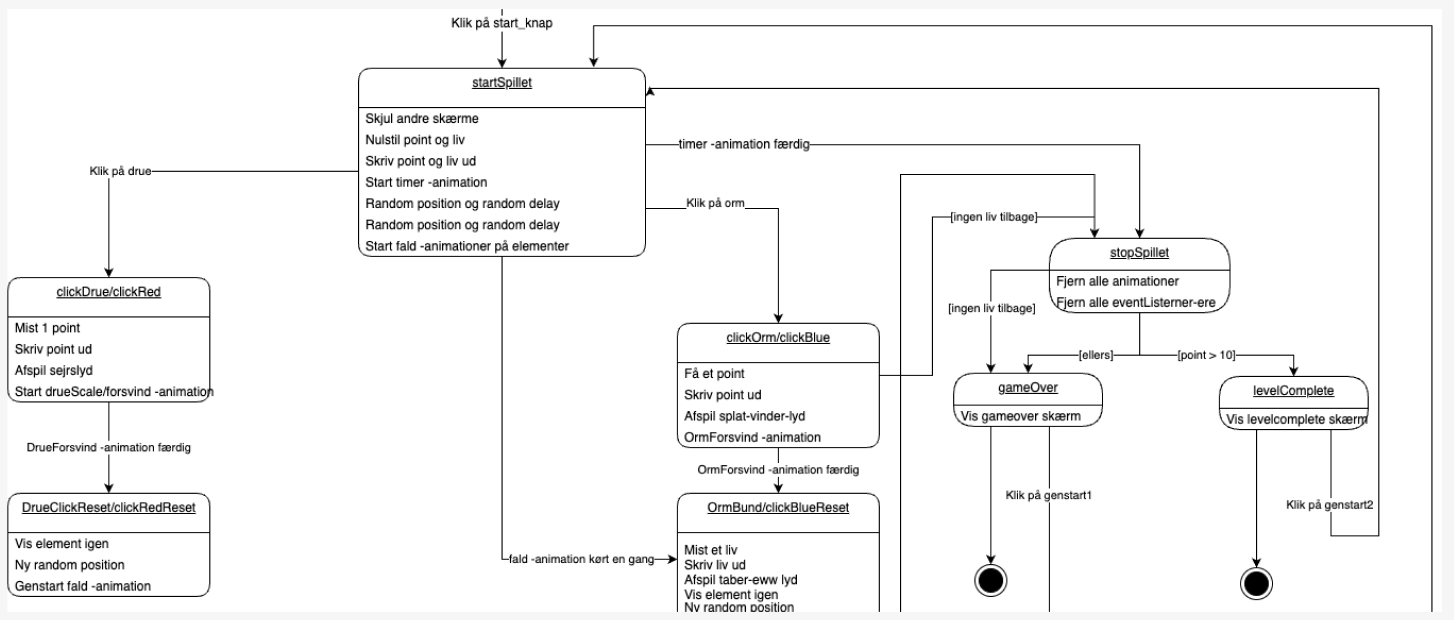 Klik på start_knap
startSpillet
Skjul andre skærme
Nulstil point og liv
Skriv point og liv ud
Start timer -animation
Random position og random delay
Random position og random delay
Start fald -animationer på elementer
timer -animation færdig
Klik på drue
Klik på orm
[ingen liv tilbage]
stopSpillet
Fjern alle animationer
Fjern alle eventListerner-ere
clickDrue/clickRed
Mist 1 point
Skriv point ud
Afspil sejrslyd
Start drueScale/forsvind -animation
[ingen liv tilbage]
clickOrm/clickBlue
Få et point
Skriv point ud
Afspil splat-vinder-lyd
OrmForsvind -animation
[ellers]
[point > 10]
gameOver
Vis gameover skærm
levelComplete
Vis levelcomplete skærm
DrueForsvind -animation færdig
OrmForsvind -animation færdig
Klik på genstart1
Klik på genstart2
DrueClickReset/clickRedReset
Vis element igen
Ny random position
Genstart fald -animation
fald -animation kørt en gang
OrmBund/clickBlueReset
Mist et liv
Skriv liv ud
Afspil taber-eww lyd
Vis element igen
Ny random position